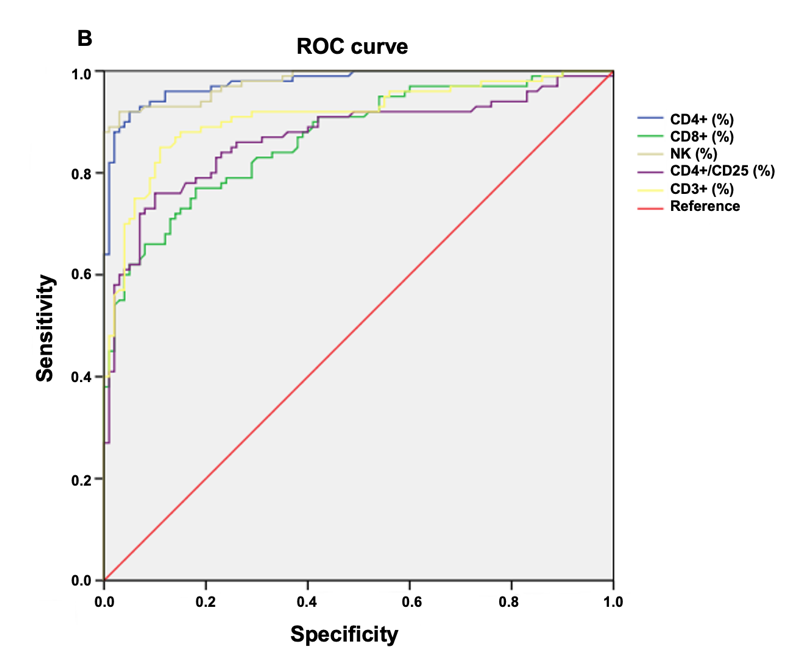 B
ROC curve
1.0
0.8
0.6
0.4
0.2
0.0
Sensitivity
0.0 0.2 0.4 0.6 0.8 1.0
Specificity
CD4+ (%)
CD8+ (%)
NK (%)
CD4+/CD25 (%)
CD3+ (%)
Reference